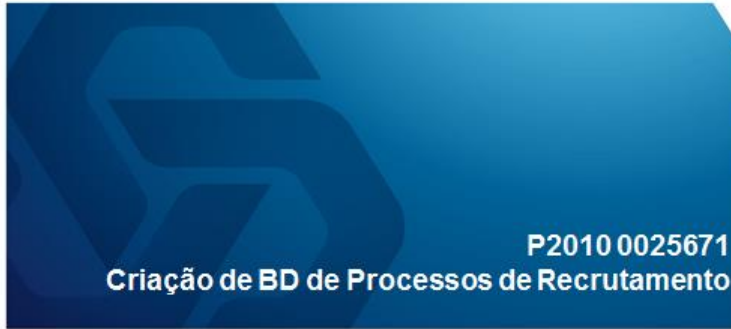 P2010 0025671
Criação de BD de Processos de Recrutamento